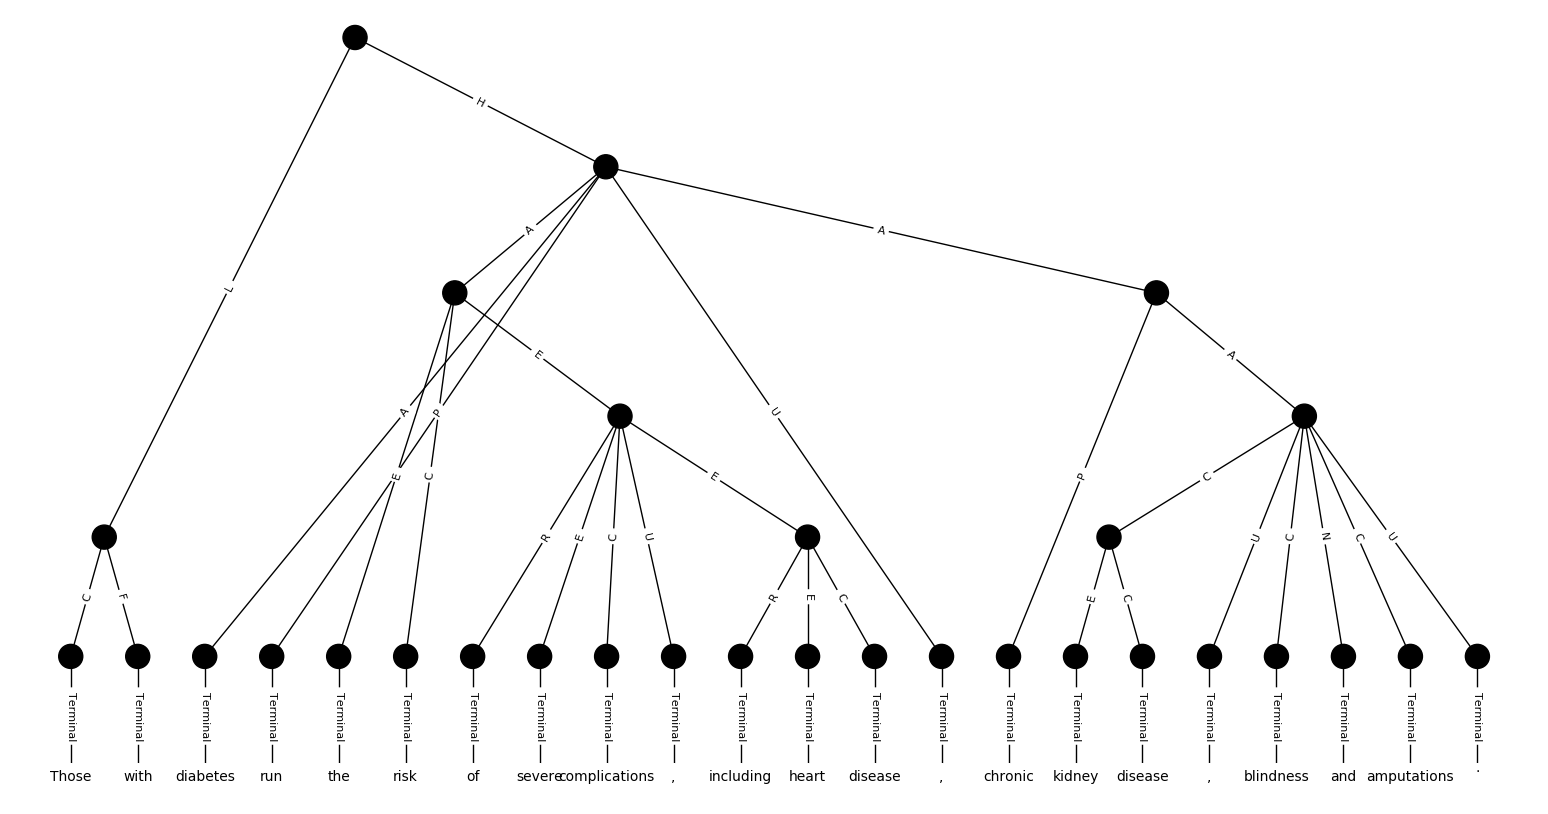 H
A
A
L
E
A
A
P
U
E
C
E
P
C
R
E
C
U
U
C
N
C
U
C
F
R
E
C
E
C
Terminal Terminal Terminal Terminal Terminal Terminal Terminal Terminal Terminal Terminal Terminal Terminal Terminal Terminal Terminal Terminal Terminal Terminal Terminal Terminal Terminal Terminal
Those with diabetes run the risk of severe complications , including heart disease , chronic kidney disease , blindness and amputations .